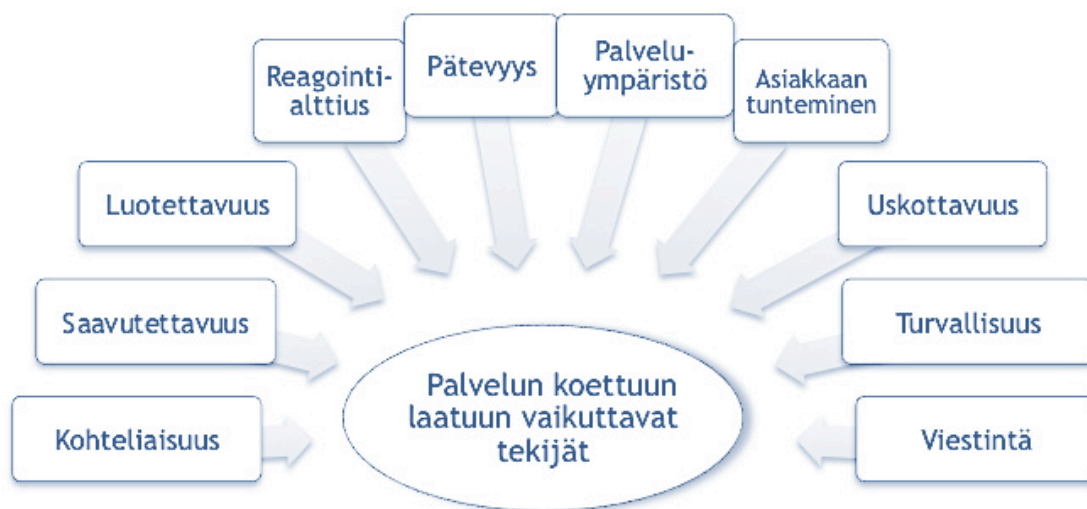 Reagointi-
alttius
Pätevyys
Palvelu-
ympäristö
Asiakkaan
tunteminen
Luotettavuus
Uskottavuus
Saavutettavuus
Turvallisuus
Kohteliaisuus
Palvelun koettuun
laatuun vaikuttavat
tekijät
Viestintä